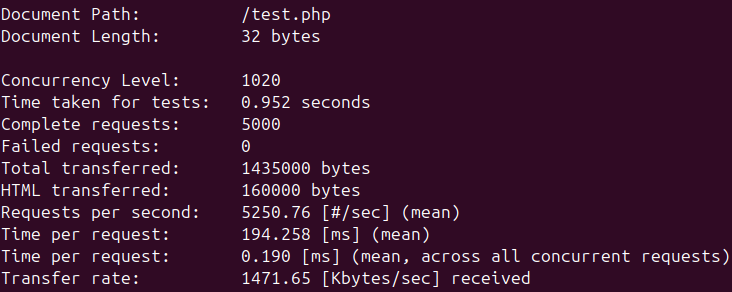 Document Path: /test.php
Document Length: 32 bytes

Concurrency Level: 1020
Time taken for tests: 0.952 seconds
Complete requests: 5000
Failed requests: 0
Total transferred: 1435000 bytes
HTML transferred: 160000 bytes
Requests per second: 5250.76 [#/sec] (mean)
Time per request: 194.258 [ms] (mean)
Time per request: 0.190 [ms] (mean, across all concurrent requests)
Transfer rate: 1471.65 [Kbytes/sec] received